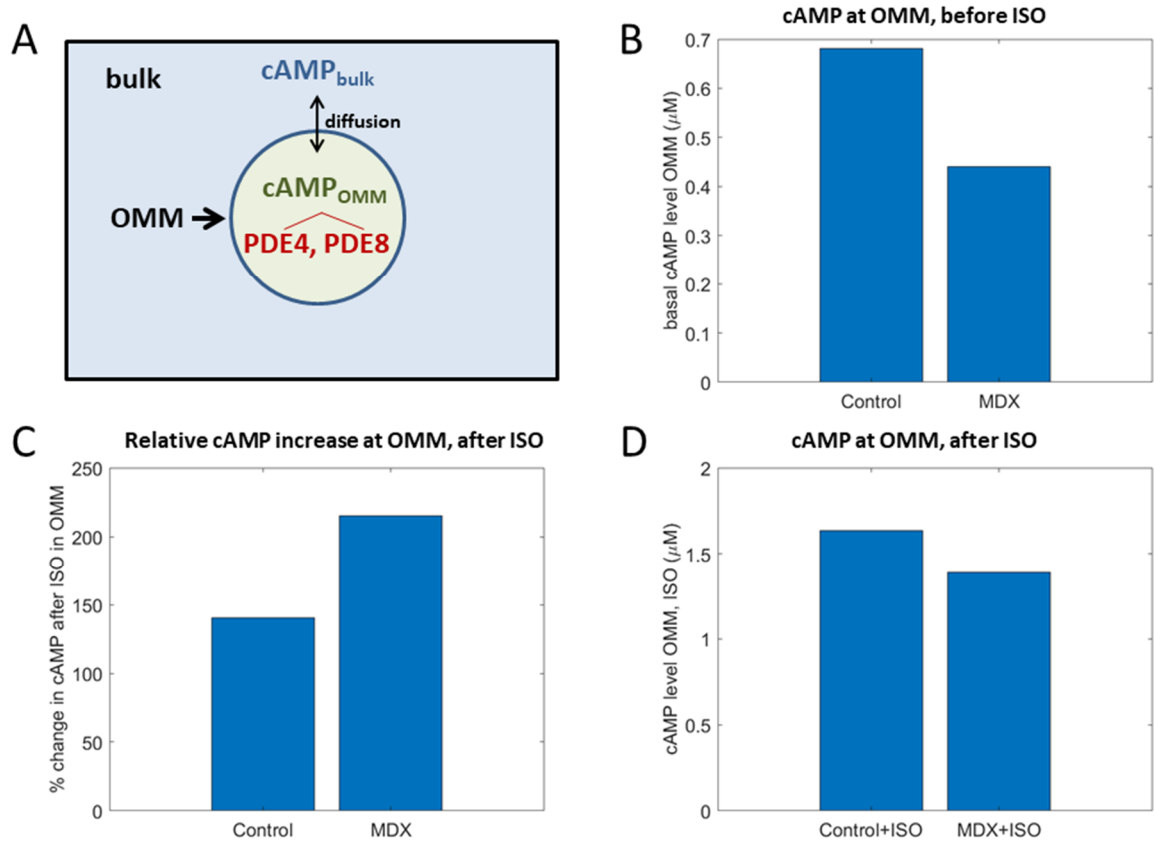 A
bulk
cAMPbulk
diffusion
cAMPOMM
OMM
PDE4, PDE8
B
cAMP at OMM, before ISO
basal cAMP level OMM (μM)
0.7
0.6
0.5
0.4
0.3
0.2
0.1
0
Control
MDX
C
Relative cAMP increase at OMM, after ISO
% change in cAMP after ISO in OMM
250
200
150
100
50
0
Control
MDX
D
cAMP at OMM, after ISO
cAMP level OMM, ISO (μM)
2
1.5
1
0.5
0
Control+ISO
MDX+ISO